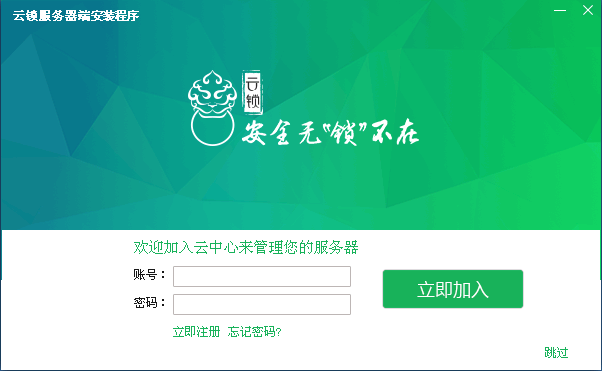 云锁服务器端安装程序
云锁
安全无“锁”不在
欢迎加入云中心来管理您的服务器
账号：
密码：
立即加入
立即注册 忘记密码?
跳过